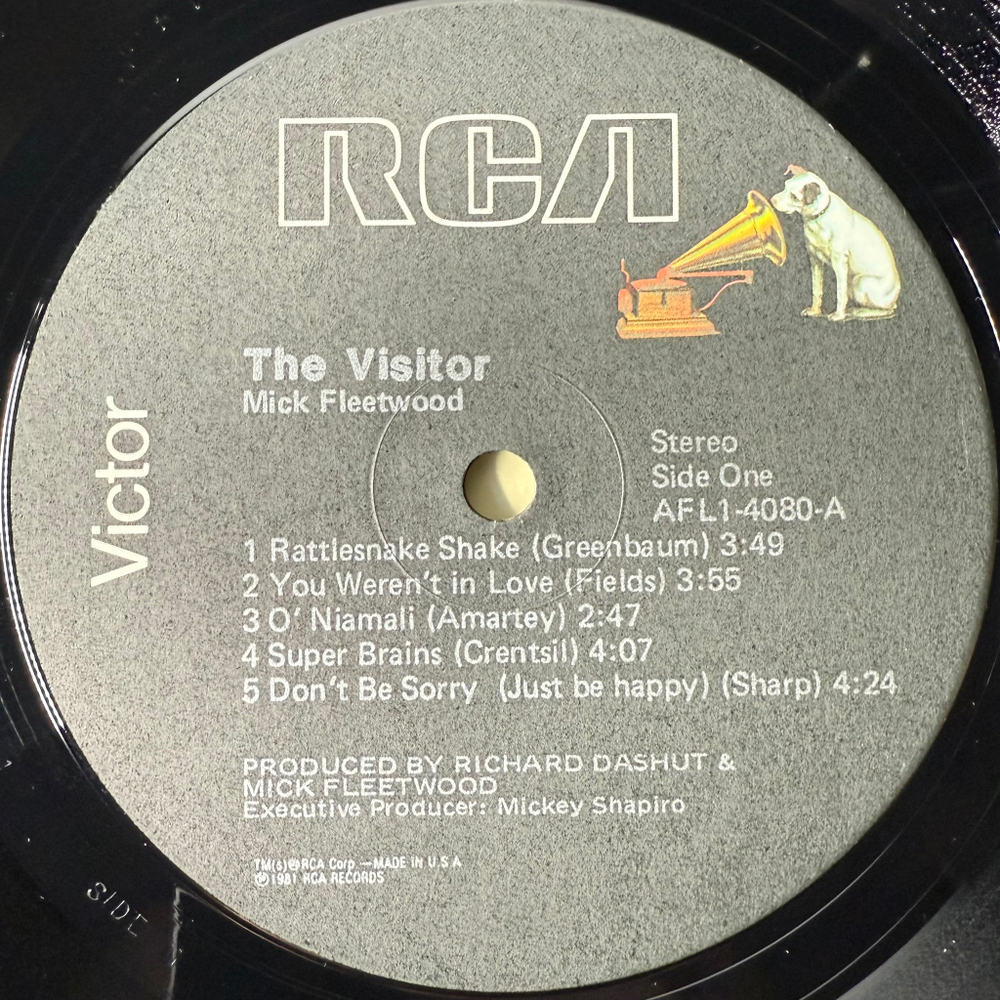 RCA
Victor
The Visitor
Mick Fleetwood
Stereo
Side One
AFL1-4080-A
1 Rattlesnake Shake (Greenbaum) 3:49
2 You Weren't in Love (Fields) 3:55
3 O' Niamali (Amartey) 2:47
4 Super Brains (Crentsil) 4:07
5 Don't Be Sorry (Just be happy) (Sharp) 4:24
PRODUCED BY RICHARD DASHUT &
MICK FLEETWOOD
Executive Producer: Mickey Shapiro
TM(s)®RCA Corp.—MADE IN U.S.A
℗1981 RCA RECORDS
SIDE